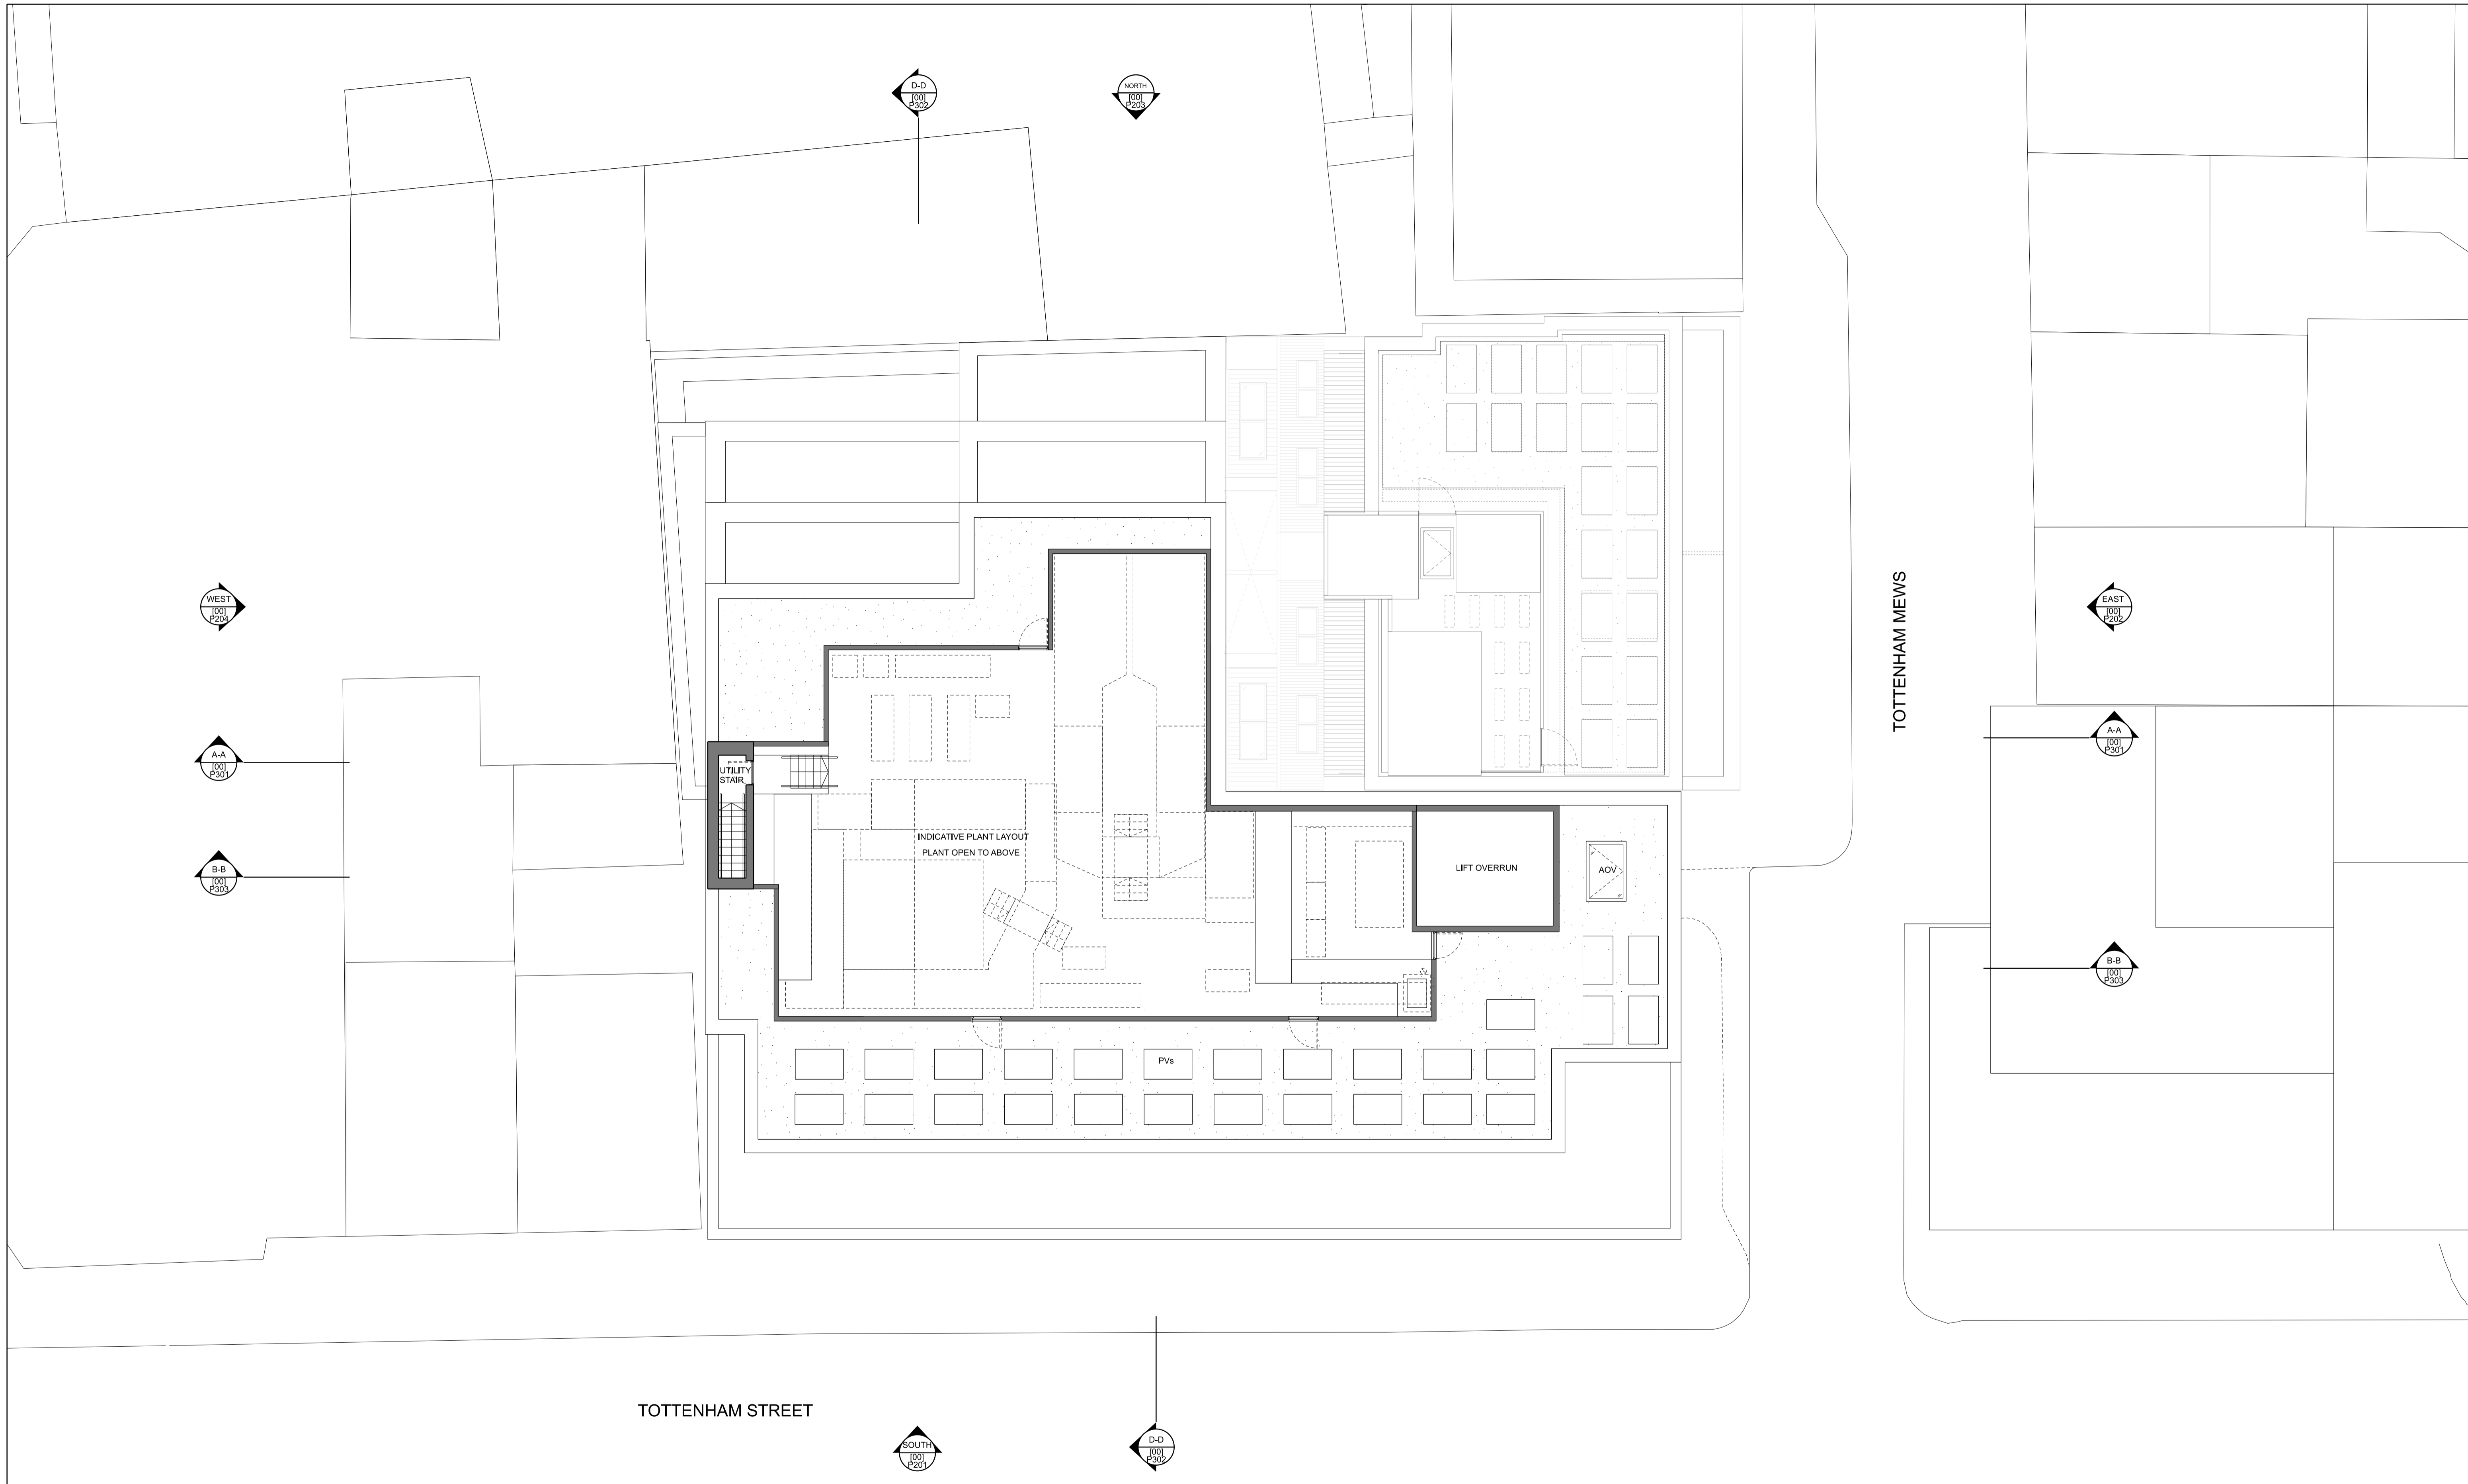 D-D
[00]
P302
NORTH
[00]
P203
WEST
[00]
P204
TOTTENHAM MEWS
EAST
[00]
P202
A-A
[00]
P301
UTILITY
STAIR
A-A
[00]
P301
INDICATIVE PLANT LAYOUT
PLANT OPEN TO ABOVE
B-B
[00]
P303
LIFT OVERRUN
AOV
B-B
[00]
P303
PVs
TOTTENHAM STREET
SOUTH
[00]
P201
D-D
[00]
P302